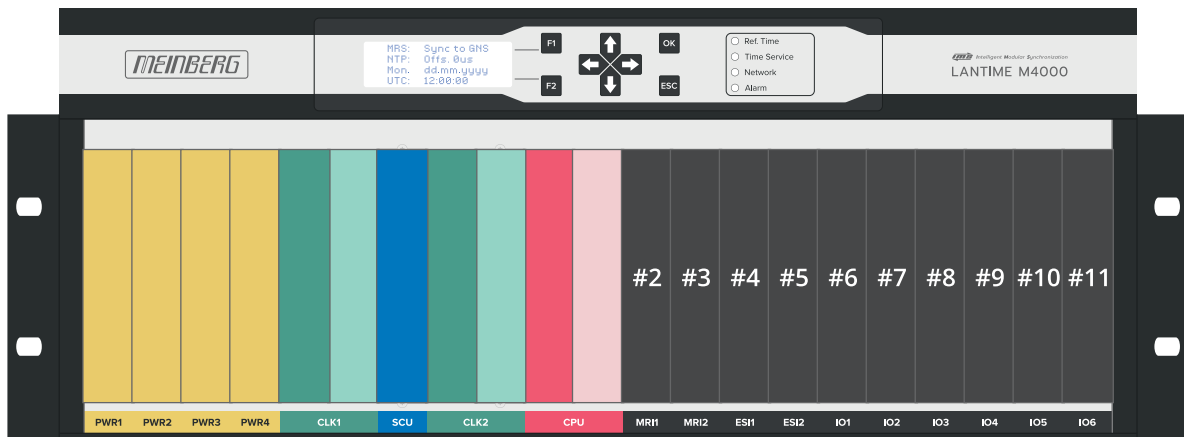 MEINBERG
MRS: Sync to GNS
NTP: Offs. 0us
Mon. dd.mm.yyyy
UTC: 12:00:00
F1
F2
OK
ESC
Ref. Time
Time Service
Network
Alarm
IMS Intelligent Modular Synchronization
LANTIME M4000
#2 #3 #4 #5 #6 #7 #8 #9 #10 #11
PWR1 PWR2 PWR3 PWR4 CLK1 SCU CLK2 CPU MRI1 MRI2 ESI1 ESI2 IO1 IO2 IO3 IO4 IO5 IO6